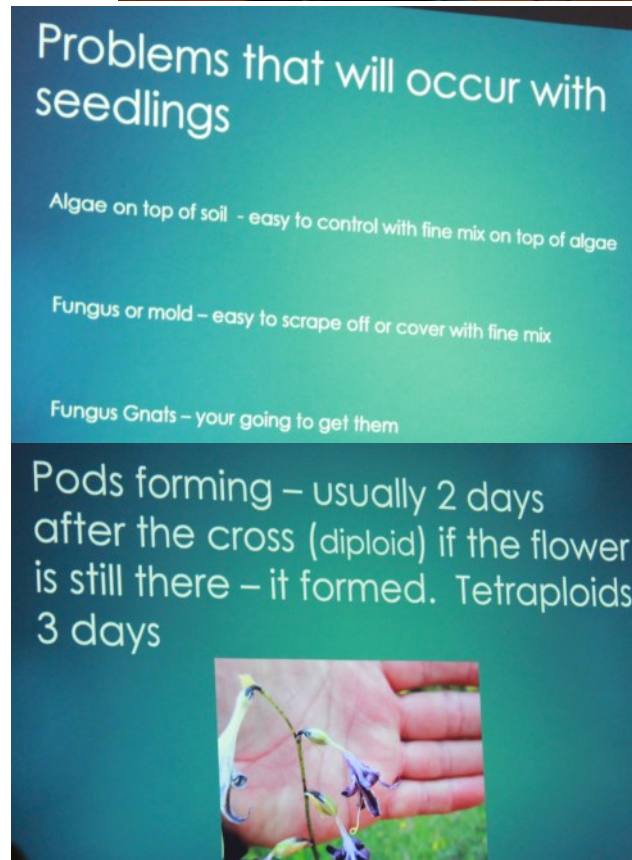 Problems that will occur with
seedlings
Algae on top of soil - easy to control with fine mix on top of algae
Fungus or mold – easy to scrape off or cover with fine mix
Fungus Gnats – your going to get them
Pods forming – usually 2 days
after the cross (diploid) if the flower
is still there – it formed. Tetraploids
3 days